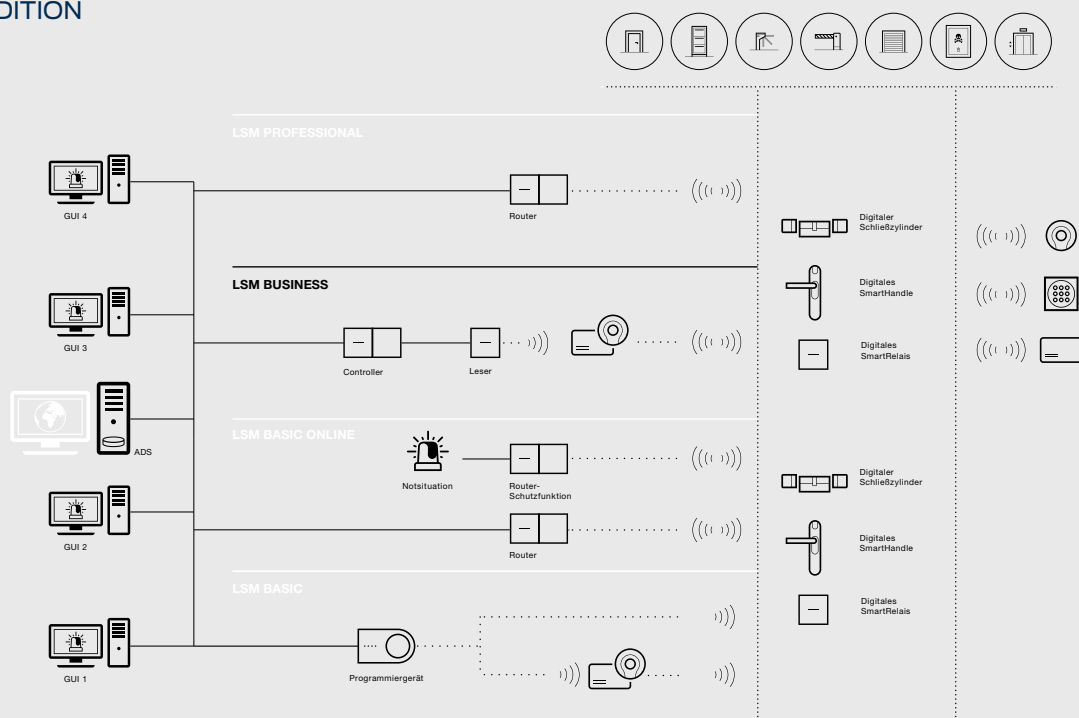 DITION
LSM PROFESSIONAL
GUI 4
Router
Digitaler
Schließzylinder
LSM BUSINESS
Digitales
SmartHandle
GUI 3
Controller
Leser
Digitales
SmartRelais
LSM BASIC ONLINE
ADS
Notsituation
Router-
Schutzfunktion
Digitaler
Schließzylinder
GUI 2
Router
Digitales
SmartHandle
LSM BASIC
Digitales
SmartRelais
GUI 1
Programmiergerät